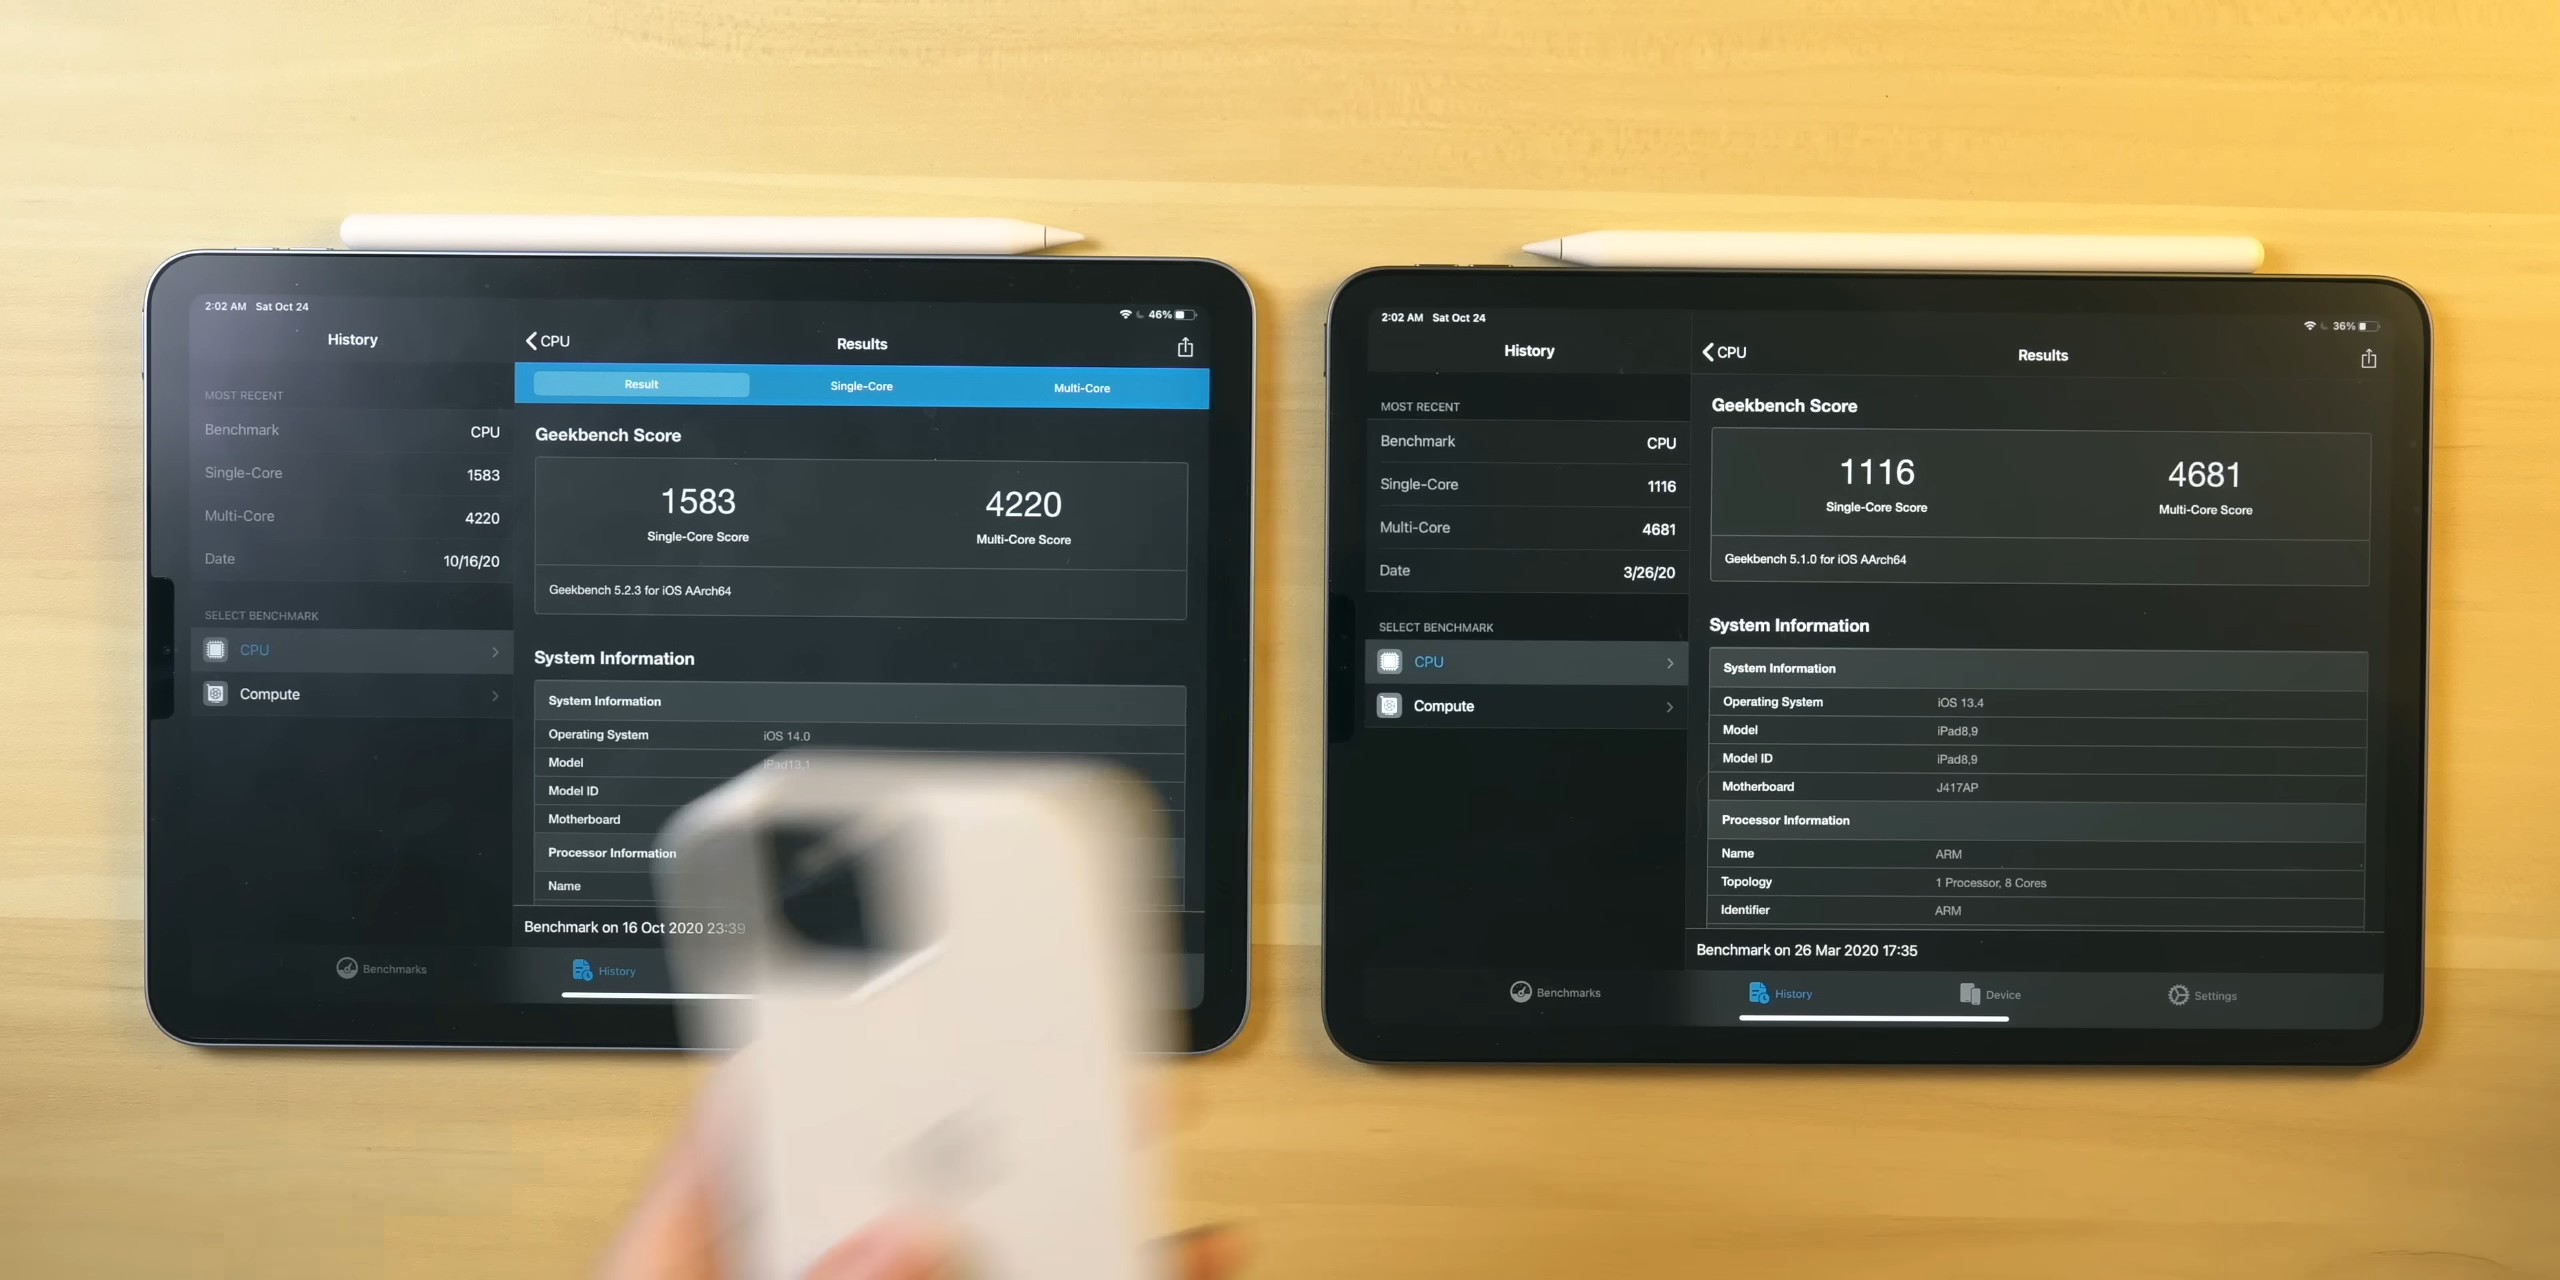 2:02 AM Sat Oct 24
46%
History
CPU
Results
Result
Single-Core
Multi-Core
MOST RECENT
Benchmark CPU
Single-Core 1583
Multi-Core 4220
Date 10/16/20
SELECT BENCHMARK
CPU
Compute
Geekbench Score
1583
4220
Single-Core Score
Multi-Core Score
Geekbench 5.2.3 for iOS AArch64
System Information
System Information
Operating System iOS 14.0
Model iPad13,1
Model ID
Motherboard
Processor Information
Name
Benchmark on 16 Oct 2020 23:39
Benchmarks
History
2:02 AM Sat Oct 24
36%
History
CPU
Results
MOST RECENT
Benchmark CPU
Single-Core 1116
Multi-Core 4681
Date 3/26/20
SELECT BENCHMARK
CPU
Compute
Geekbench Score
1116
4681
Single-Core Score
Multi-Core Score
Geekbench 5.1.0 for iOS AArch64
System Information
System Information
Operating System iOS 13.4
Model iPad8,9
Model ID iPad8,9
Motherboard J417AP
Processor Information
Name ARM
Topology 1 Processor, 8 Cores
Identifier ARM
Benchmark on 26 Mar 2020 17:35
Benchmarks
History
Device
Settings